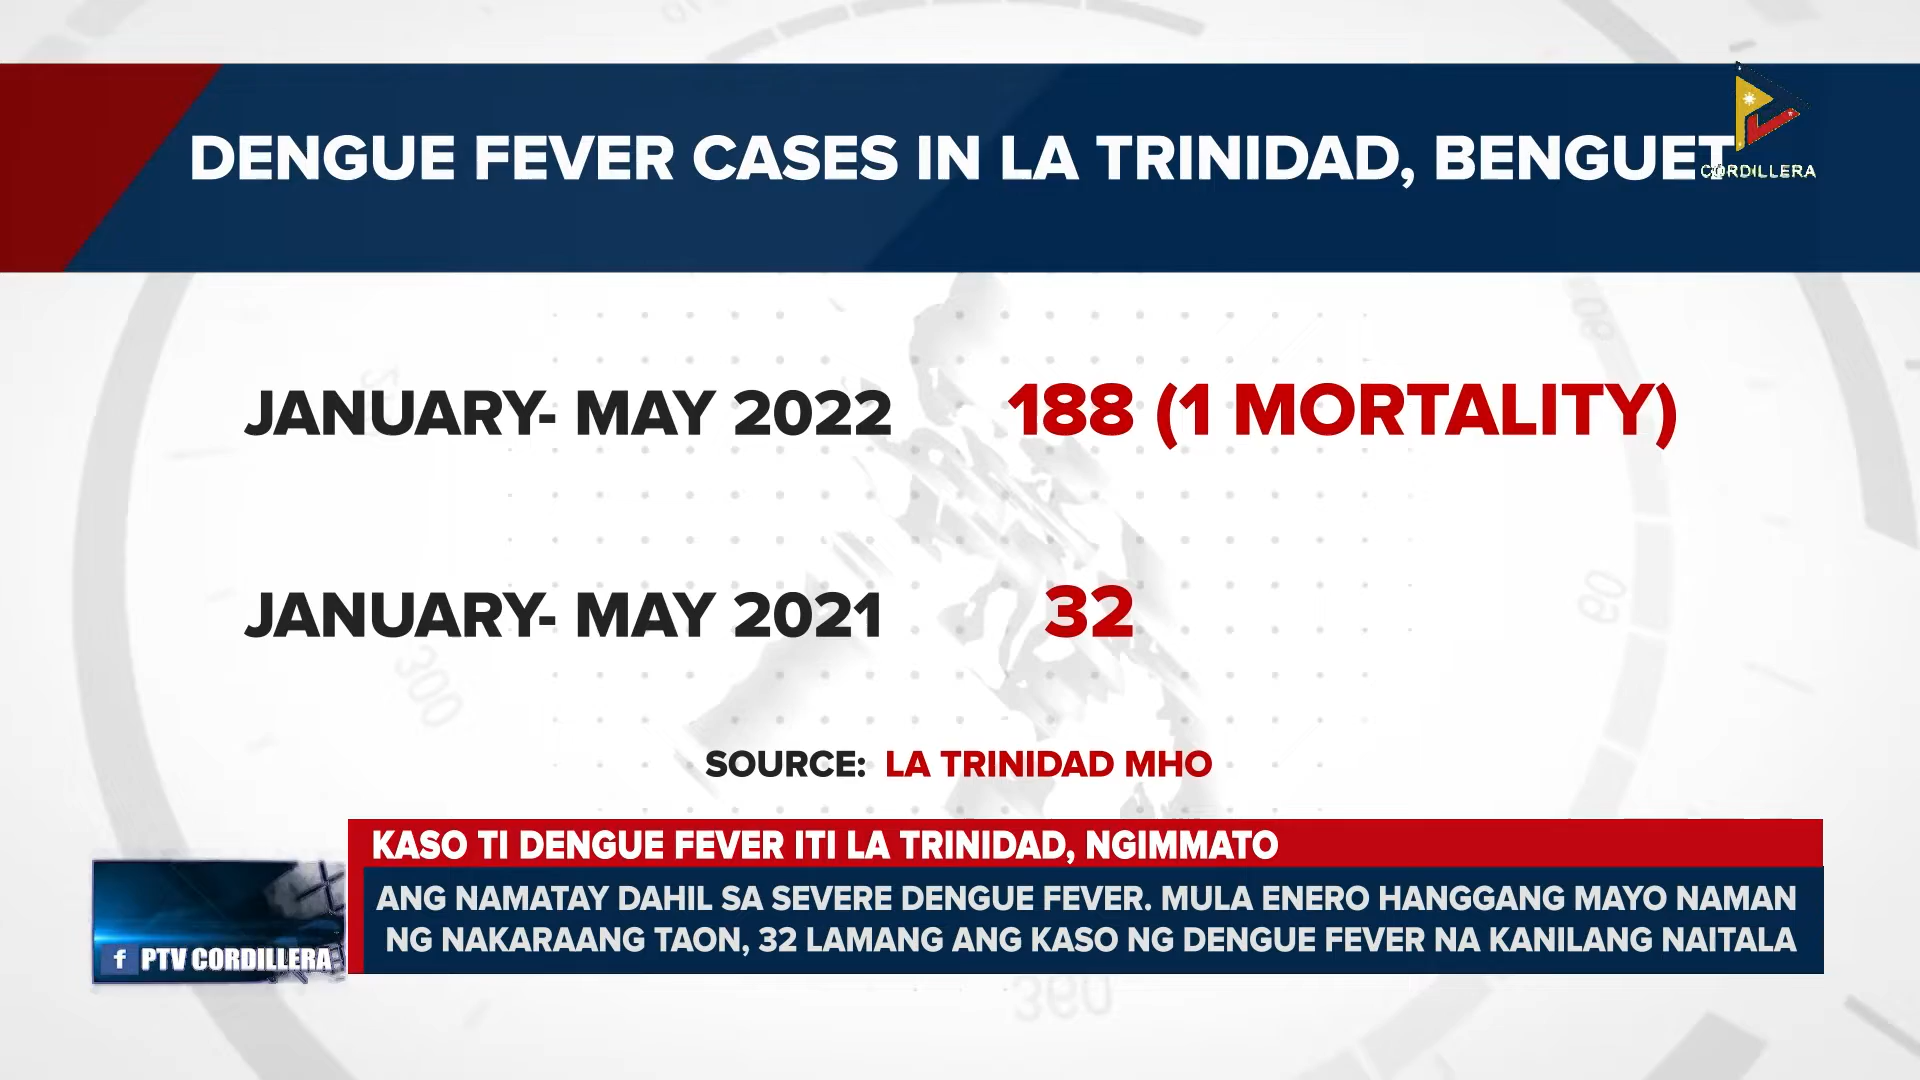 DENGUE FEVER CASES IN LA TRINIDAD, BENGUET
CORDILLERA
JANUARY- MAY 2022 188 (1 MORTALITY)
JANUARY- MAY 2021 32
SOURCE: LA TRINIDAD MHO
KASO TI DENGUE FEVER ITI LA TRINIDAD, NGIMMATO
ANG NAMATAY DAHIL SA SEVERE DENGUE FEVER. MULA ENERO HANGGANG MAYO NAMAN
NG NAKARAANG TAON, 32 LAMANG ANG KASO NG DENGUE FEVER NA KANILANG NAITALA
f PTV CORDILLERA
300
60
360